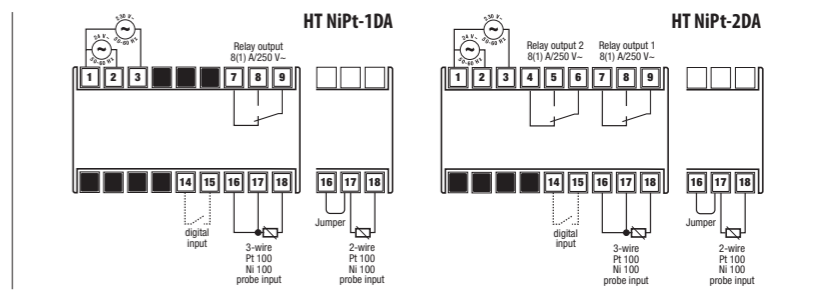 HT NiPt-1DA
230 V~
50-60 Hz
24 V~
50-60 Hz
Relay output
8(1) A/250 V~
1 2 3 7 8 9
14 15 16 17 18 16 17 18
digital
input
Jumper
3-wire
Pt 100
Ni 100
probe input
2-wire
Pt 100
Ni 100
probe input
HT NiPt-2DA
230 V~
50-60 Hz
24 V~
50-60 Hz
Relay output 2
8(1) A/250 V~
Relay output 1
8(1) A/250 V~
1 2 3 4 5 6 7 8 9
14 15 16 17 18 16 17 18
digital
input
Jumper
3-wire
Pt 100
Ni 100
probe input
2-wire
Pt 100
Ni 100
probe input